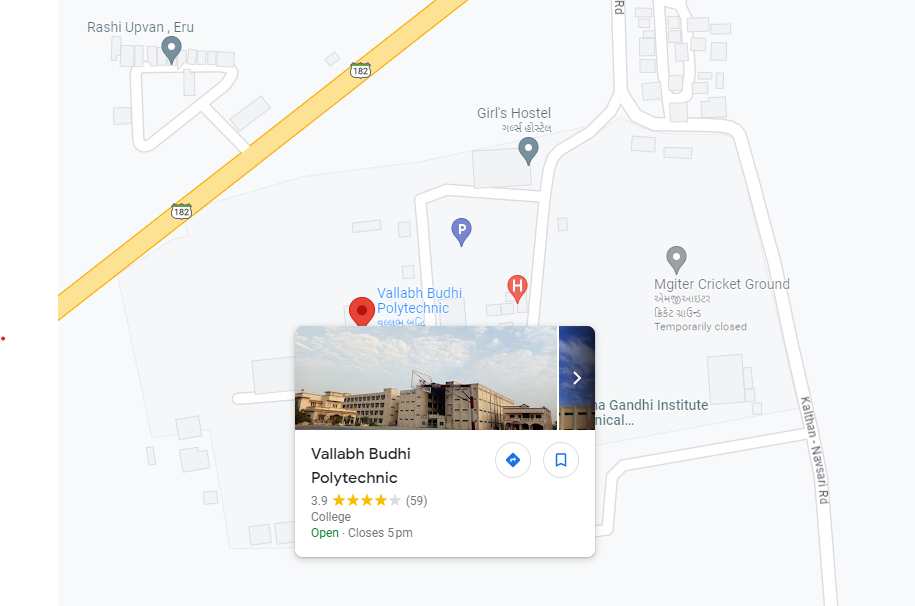 Rashi Upvan , Eru
Rd
182
Girl's Hostel
ગર્લ્સ હોસ્ટેલ
182
P
H
Mgiter Cricket Ground
એમજીઆઇટર
ક્રિકેટ ગ્રાઉન્ડ
Temporarily closed
Vallabh Budhi
Polytechnic
વલ્લભ બુદ્ધિ
na Gandhi Institute
nical...
Kalthan - Navsari Rd
Vallabh Budhi
Polytechnic
3.9 (59)
College
Open · Closes 5 pm